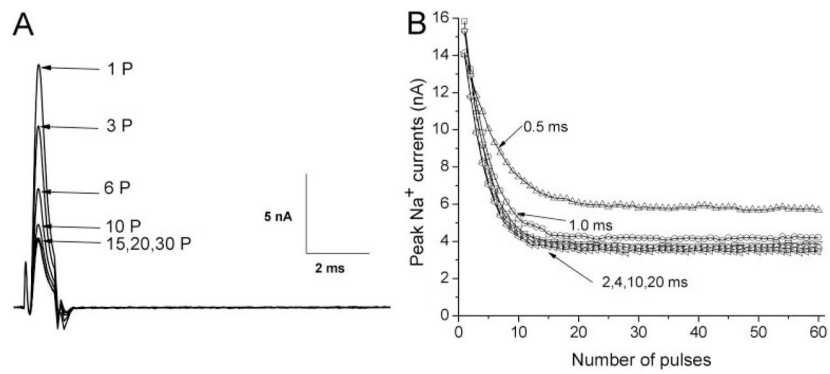 A
1 P
3 P
6 P
10 P
15,20,30 P
5 nA
2 ms
B
Peak Na+ currents (nA)
16
14
12
10
8
6
4
2
0
0.5 ms
1.0 ms
2,4,10,20 ms
0 10 20 30 40 50 60
Number of pulses